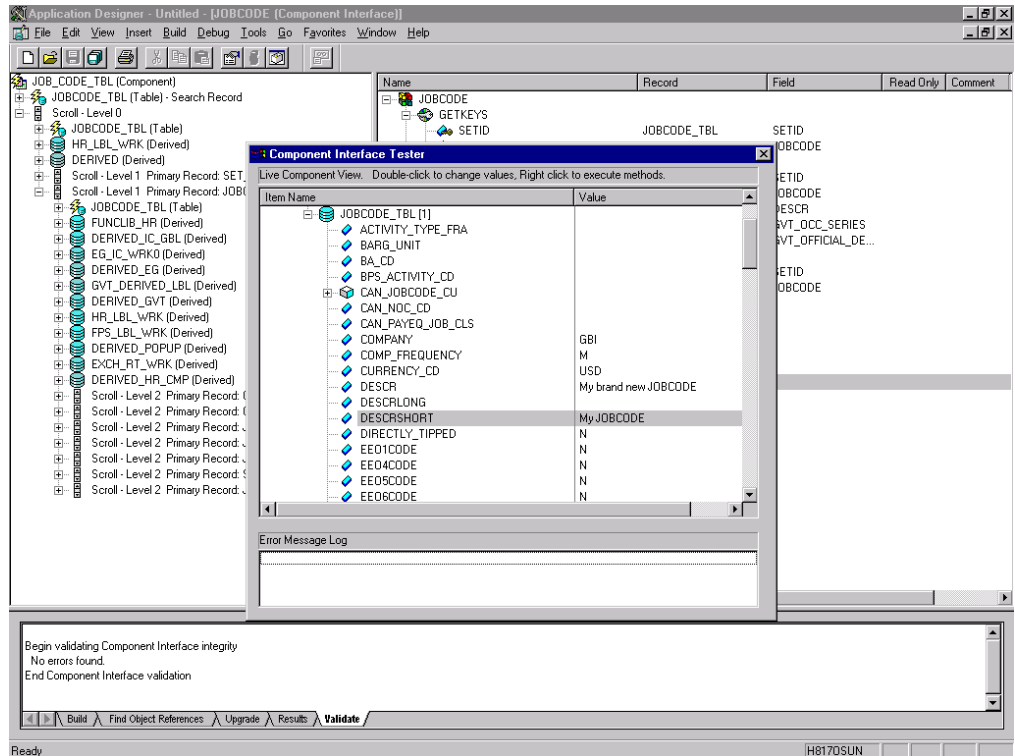 Application Designer - Untitled - [JOBCODE (Component Interface)]
File Edit View Insert Build Debug Tools Go Favorites Window Help
JOB_CODE_TBL (Component)
JOBCODE_TBL (Table) - Search Record
Scroll - Level 0
JOBCODE_TBL (Table)
HR_LBL_WRK (Derived)
DERIVED (Derived)
Scroll - Level 1 Primary Record: SET_
Scroll - Level 1 Primary Record: JOB
JOBCODE_TBL (Table)
FUNCLIB_HR (Derived)
DERIVED_IC_GBL (Derived)
EG_IC_WRK0 (Derived)
DERIVED_EG (Derived)
GVT_DERIVED_LBL (Derived)
DERIVED_GVT (Derived)
HR_LBL_WRK (Derived)
FPS_LBL_WRK (Derived)
DERIVED_POPUP (Derived)
EXCH_RT_WRK (Derived)
DERIVED_HR_CMP (Derived)
Scroll - Level 2 Primary Record:
Scroll - Level 2 Primary Record:
Scroll - Level 2 Primary Record:
Scroll - Level 2 Primary Record:
Scroll - Level 2 Primary Record:
Scroll - Level 2 Primary Record:
Scroll - Level 2 Primary Record:
Name Record Field Read Only Comment
JOBCODE
GETKEYS
SETID JOBCODE_TBL SETID
OBCODE
SETID
OBCODE
DESCR
GVT_OCC_SERIES
GVT_OFFICIAL_DE...
SETID
OBCODE
Component Interface Tester
Live Component View. Double-click to change values, Right click to execute methods.
Item Name Value
JOBCODE_TBL [1]
ACTIVITY_TYPE_FRA
BARG_UNIT
BA_CD
BPS_ACTIVITY_CD
CAN_JOBCODE_CU
CAN_NOC_CD
CAN_PAYEQ_JOB_CLS
COMPANY GBI
COMP_FREQUENCY M
CURRENCY_CD USD
DESCR My brand new JOBCODE
DESCRLONG
DESCRSHORT My JOBCODE
DIRECTLY_TIPPED N
EEO1CODE N
EEO4CODE N
EEO5CODE N
EEO6CODE N
Error Message Log
Begin validating Component Interface integrity
No errors found.
End Component Interface validation
Build Find Object References Upgrade Results Validate
Ready H8170SUN